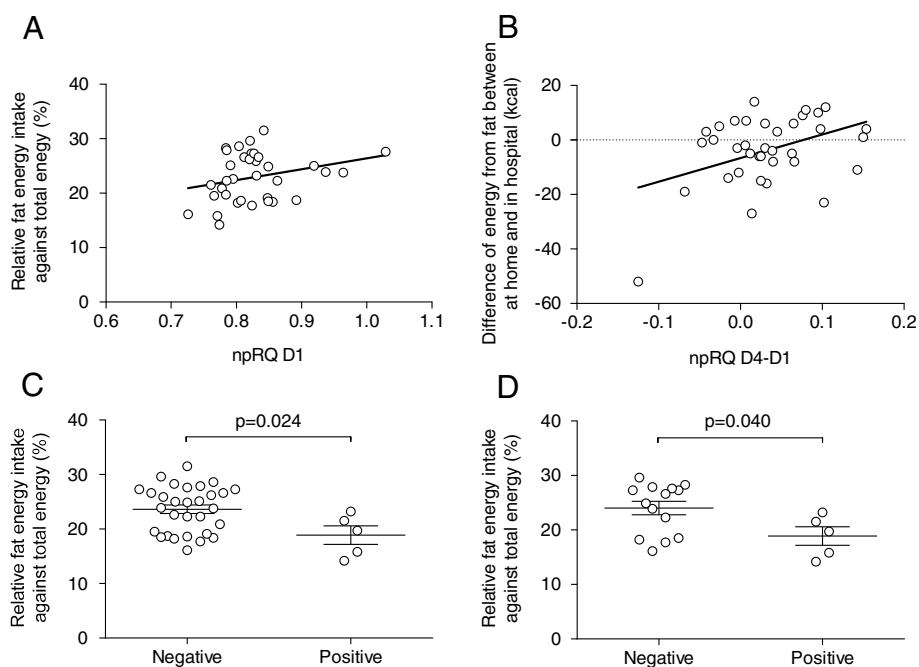 A
Relative fat energy intake
against total enegy (%)
40
30
20
10
0
0.6
0.7
0.8
0.9
1.0
1.1
npRQ D1
B
Difference of energy from fat between
at home and in hospital (kcal)
20
0
-20
-40
-60
-0.2
-0.1
0.0
0.1
0.2
npRQ D4-D1
C
Relative fat energy intake
against total energy (%)
40
30
20
10
0
p=0.024
Negative
Positive
D
Relative fat energy intake
against total energy (%)
40
30
20
10
0
p=0.040
Negative
Positive